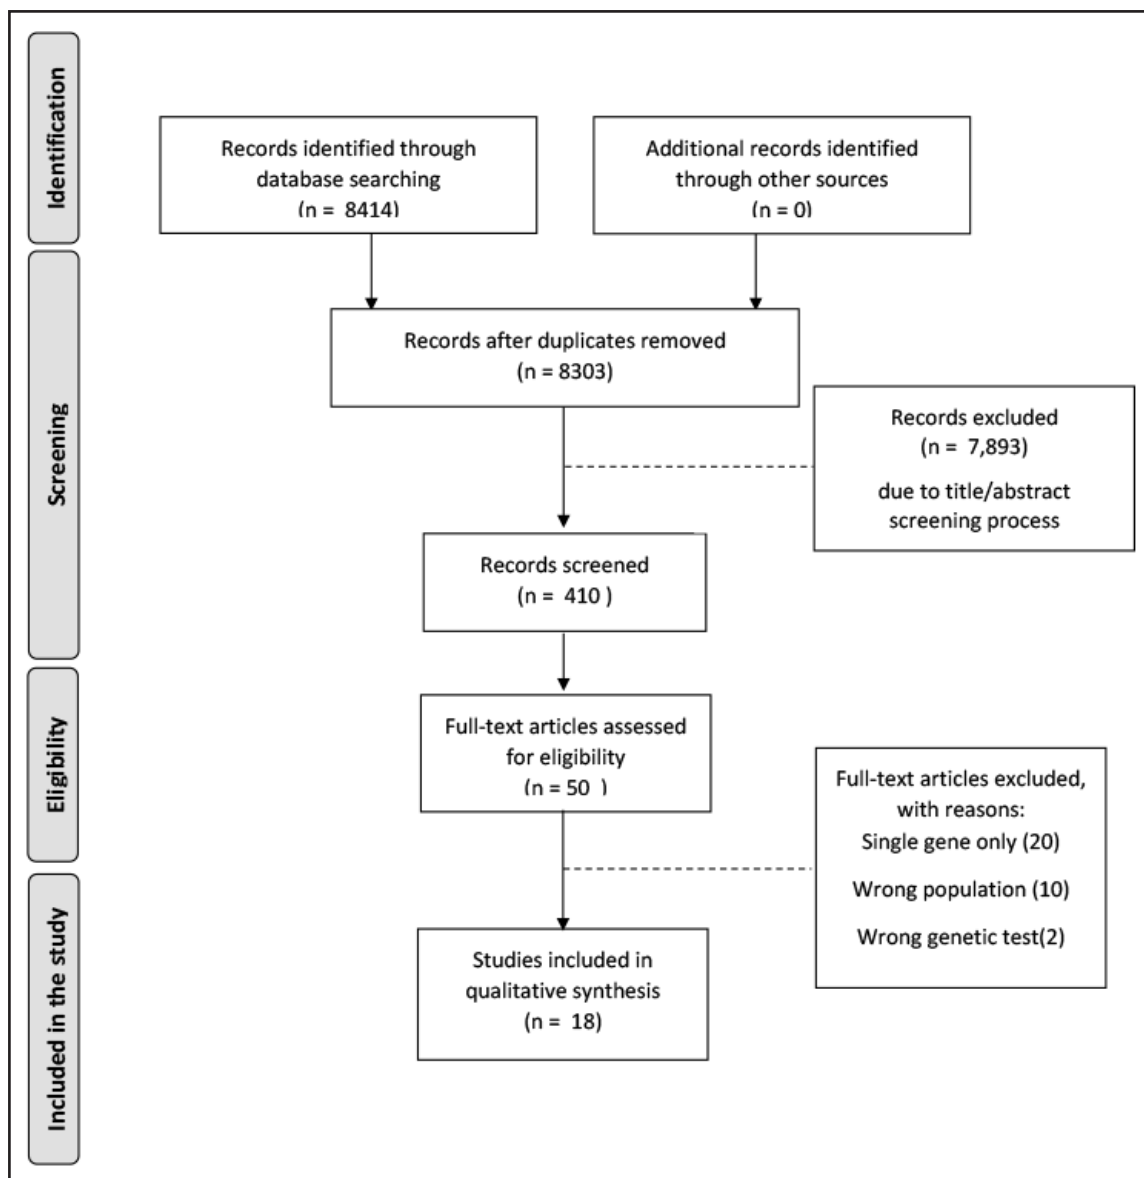 Identification
Records identified through
database searching
(n = 8414)
Additional records identified
through other sources
(n = 0)
Screening
Records after duplicates removed
(n = 8303)
Records excluded
(n = 7,893)
due to title/abstract
screening process
Records screened
(n = 410 )
Eligibility
Full-text articles assessed
for eligibility
(n = 50 )
Full-text articles excluded,
with reasons:
Single gene only (20)
Wrong population (10)
Wrong genetic test(2)
Included in the study
Studies included in
qualitative synthesis
(n = 18)